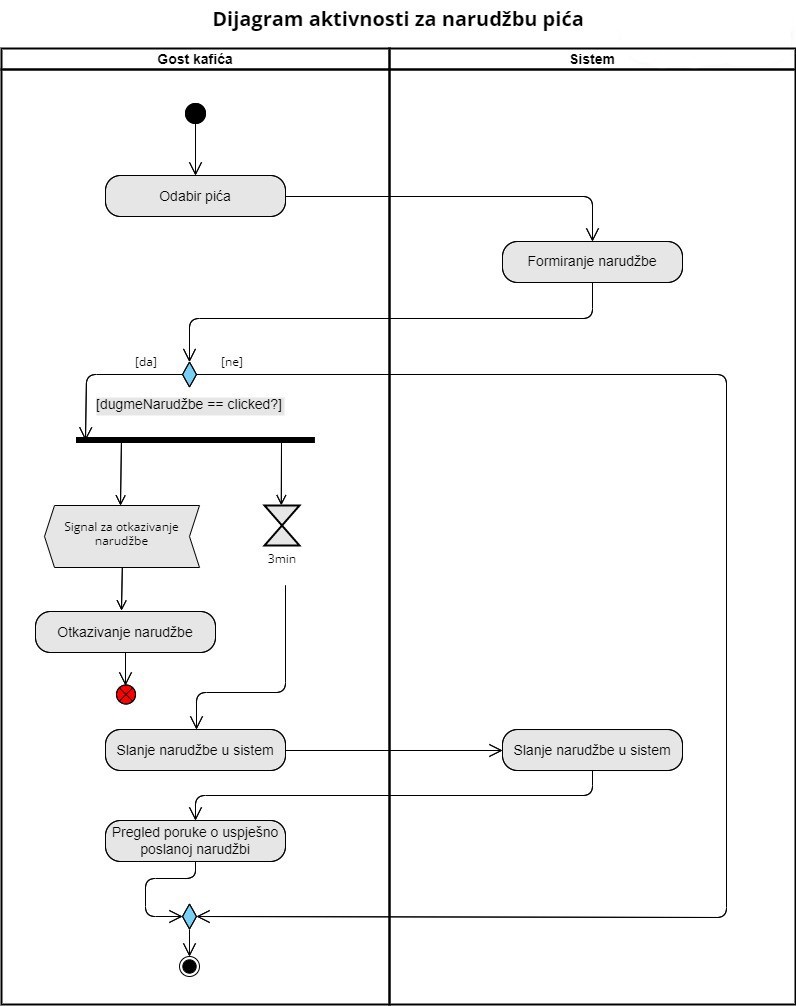 Dijagram aktivnosti za narudžbu pića
Gost kafića
Sistem
Odabir pića
Formiranje narudžbe
[da]
[ne]
[dugmeNarudžbe == clicked?]
Signal za otkazivanje
narudžbe
3min
Otkazivanje narudžbe
Slanje narudžbe u sistem
Slanje narudžbe u sistem
Pregled poruke o uspješno
poslanoj narudžbi